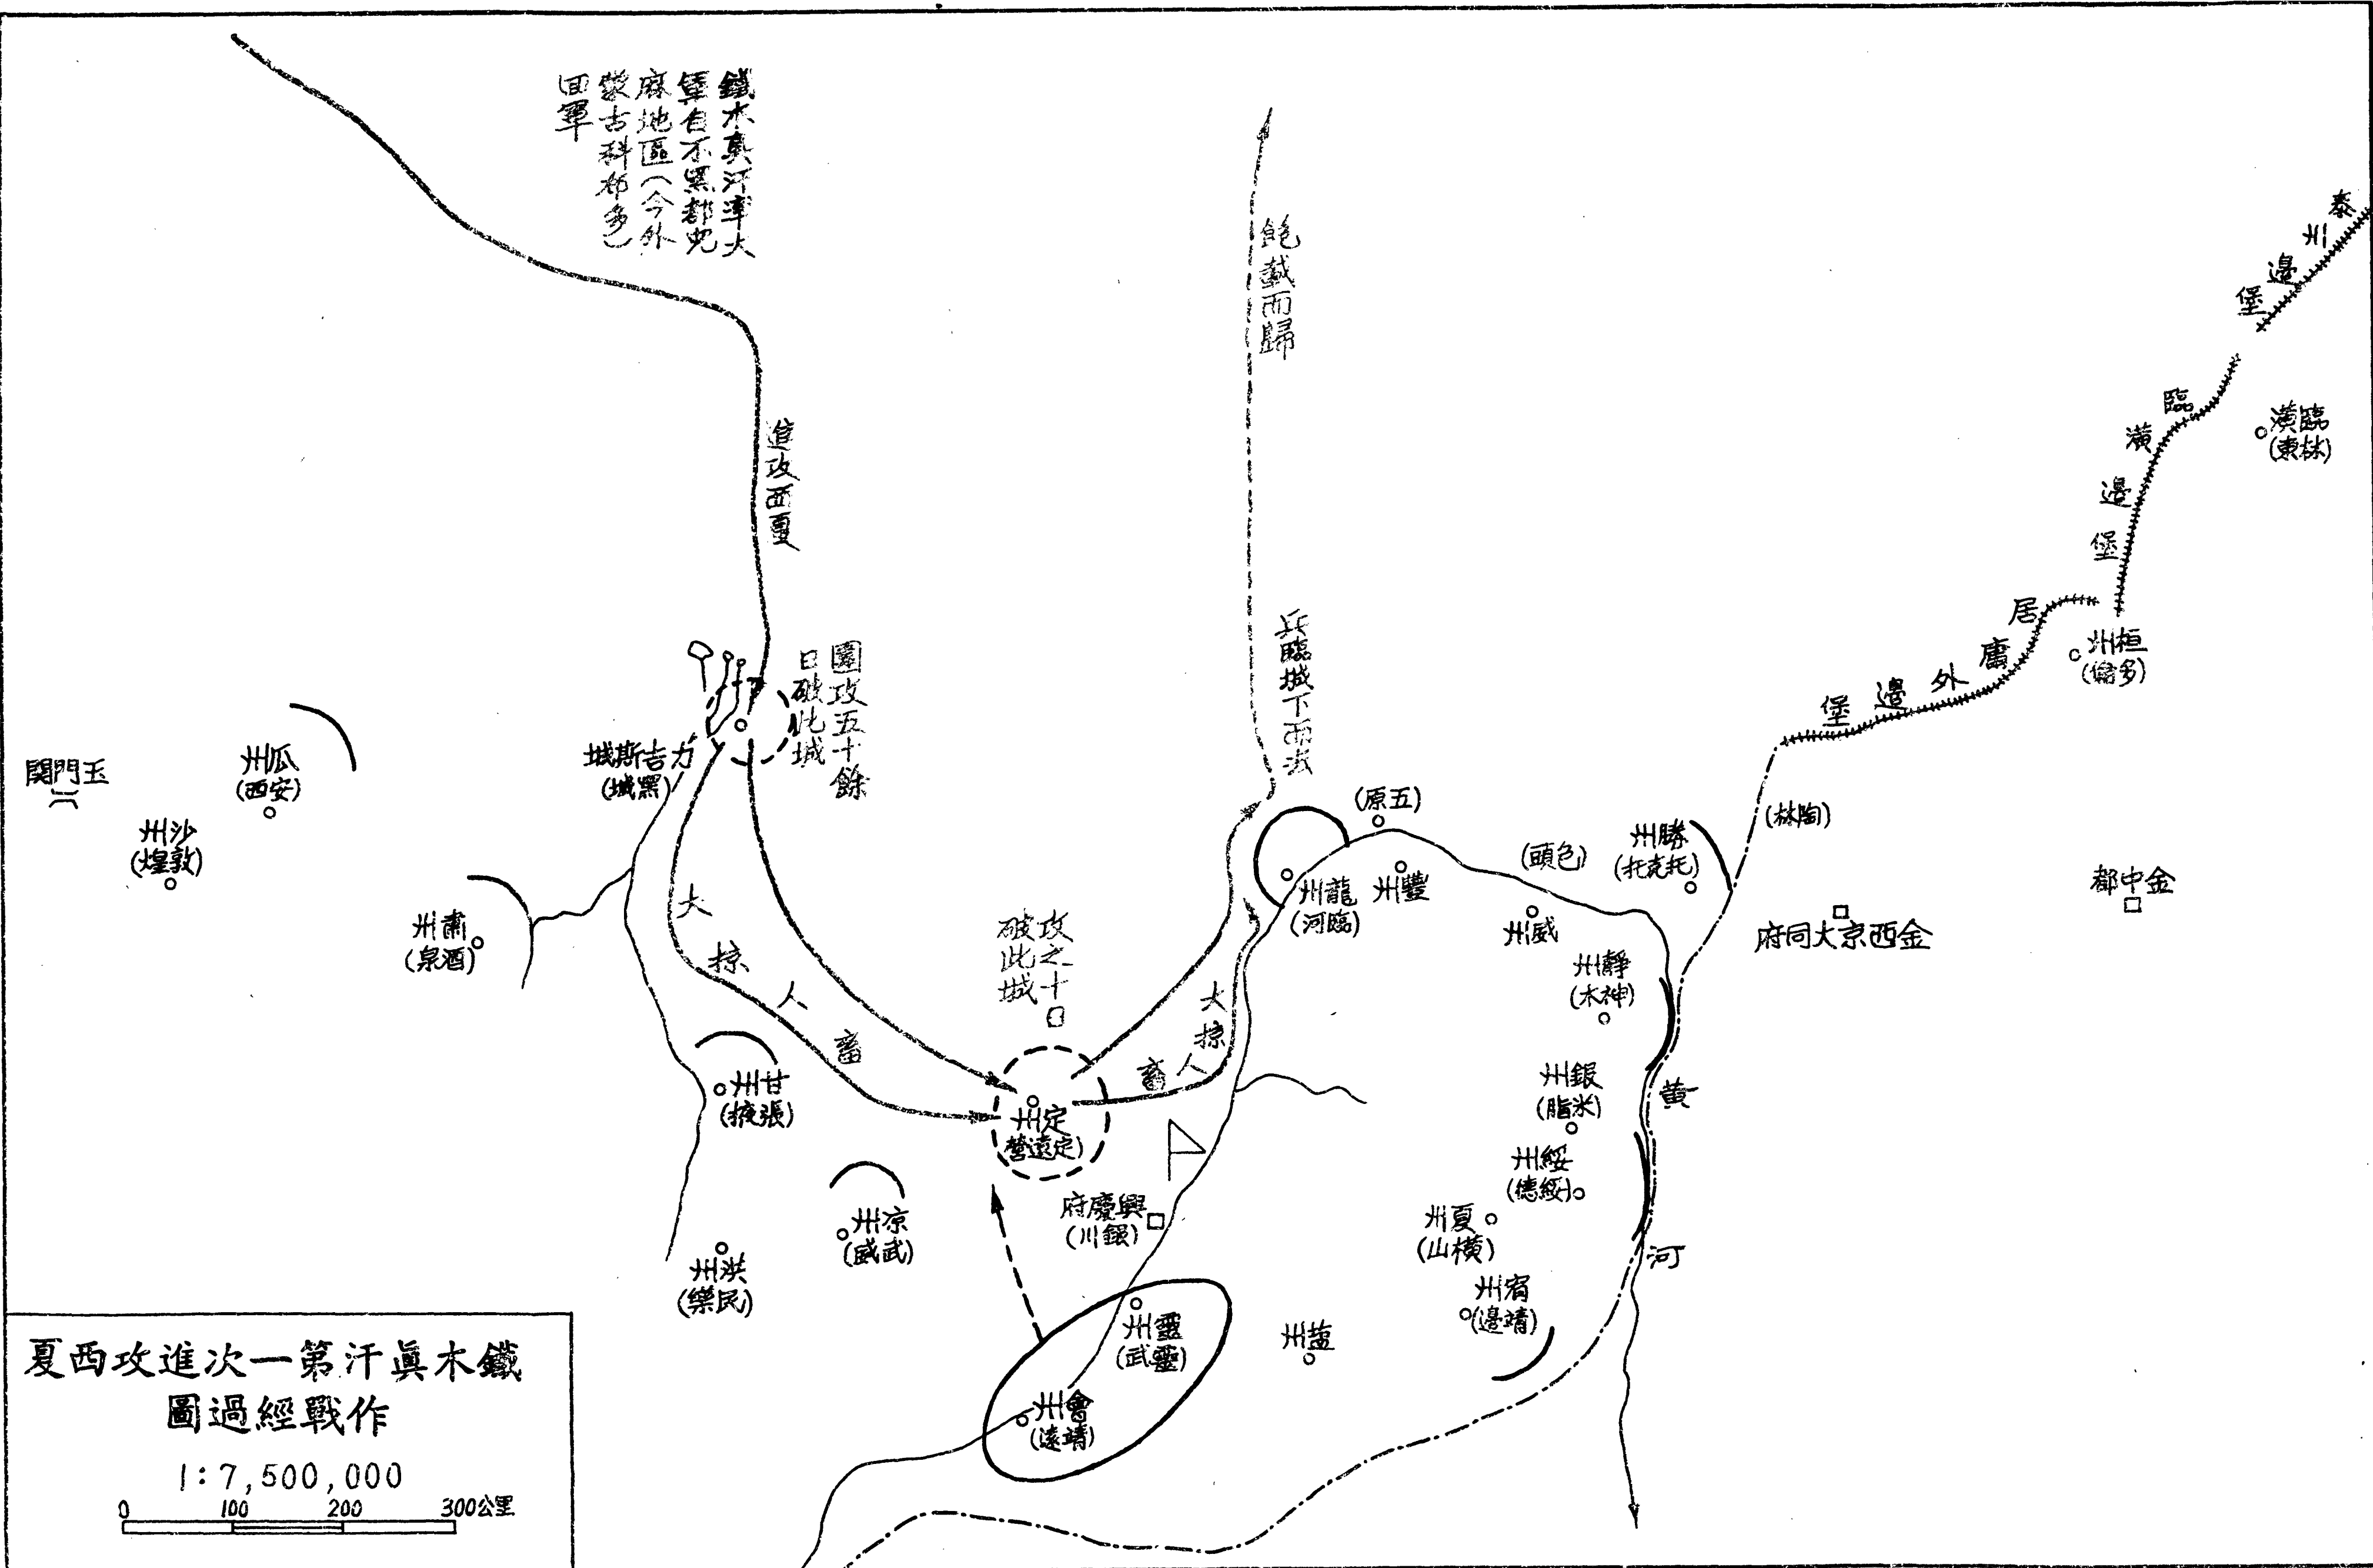 鐵木真汗第一次進攻西夏
作戰經過圖
1:7,500,000
0 100 200 300公里
鐵木真汗率大
軍自不黑都兒
麻地區(今外
蒙古科布多)
回軍
進攻西夏
圍攻五十餘
日破此城
力吉斯城
(黑城)
大掠人畜
攻之十日
破此城
定州
(定遠營)
大掠人畜
兵臨城下而去
飽載而歸
玉門關
瓜州
(安西)
沙州
(敦煌)
肅州
(酒泉)
甘州
(張掖)
涼州
(武威)
洪州
(民樂)
興慶府
(銀川)
靈州
(靈武)
會州
(靖遠)
鹽州
宥州
(靖邊)
夏州
(橫山)
綏州
(綏德)
銀州
(米脂)
靜州
(神木)
威州
豐州
龍州
(臨河)
(五原)
(包頭)
勝州
(托克托)
(陶林)
黃河
金西京大同府
金中都
桓州
(多倫)
臨潢
(林東)
泰州邊堡
臨潢邊堡
居庸外邊堡